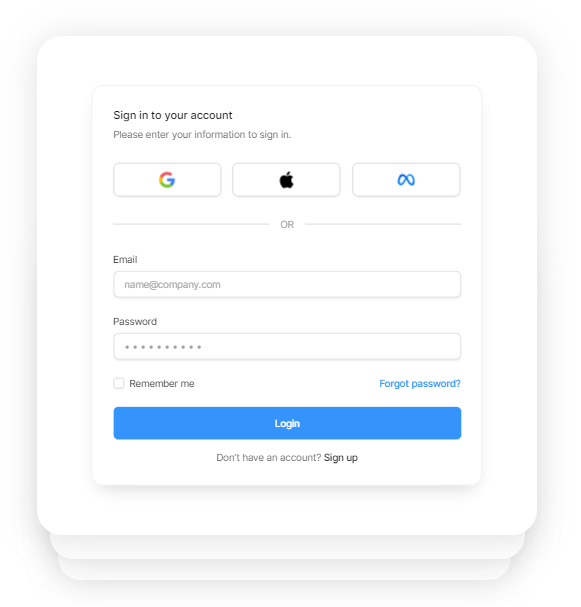 Sign in to your account
Please enter your information to sign in.
OR
Email
name@company.com
Password
Remember me
Forgot password?
Login
Don't have an account? Sign up